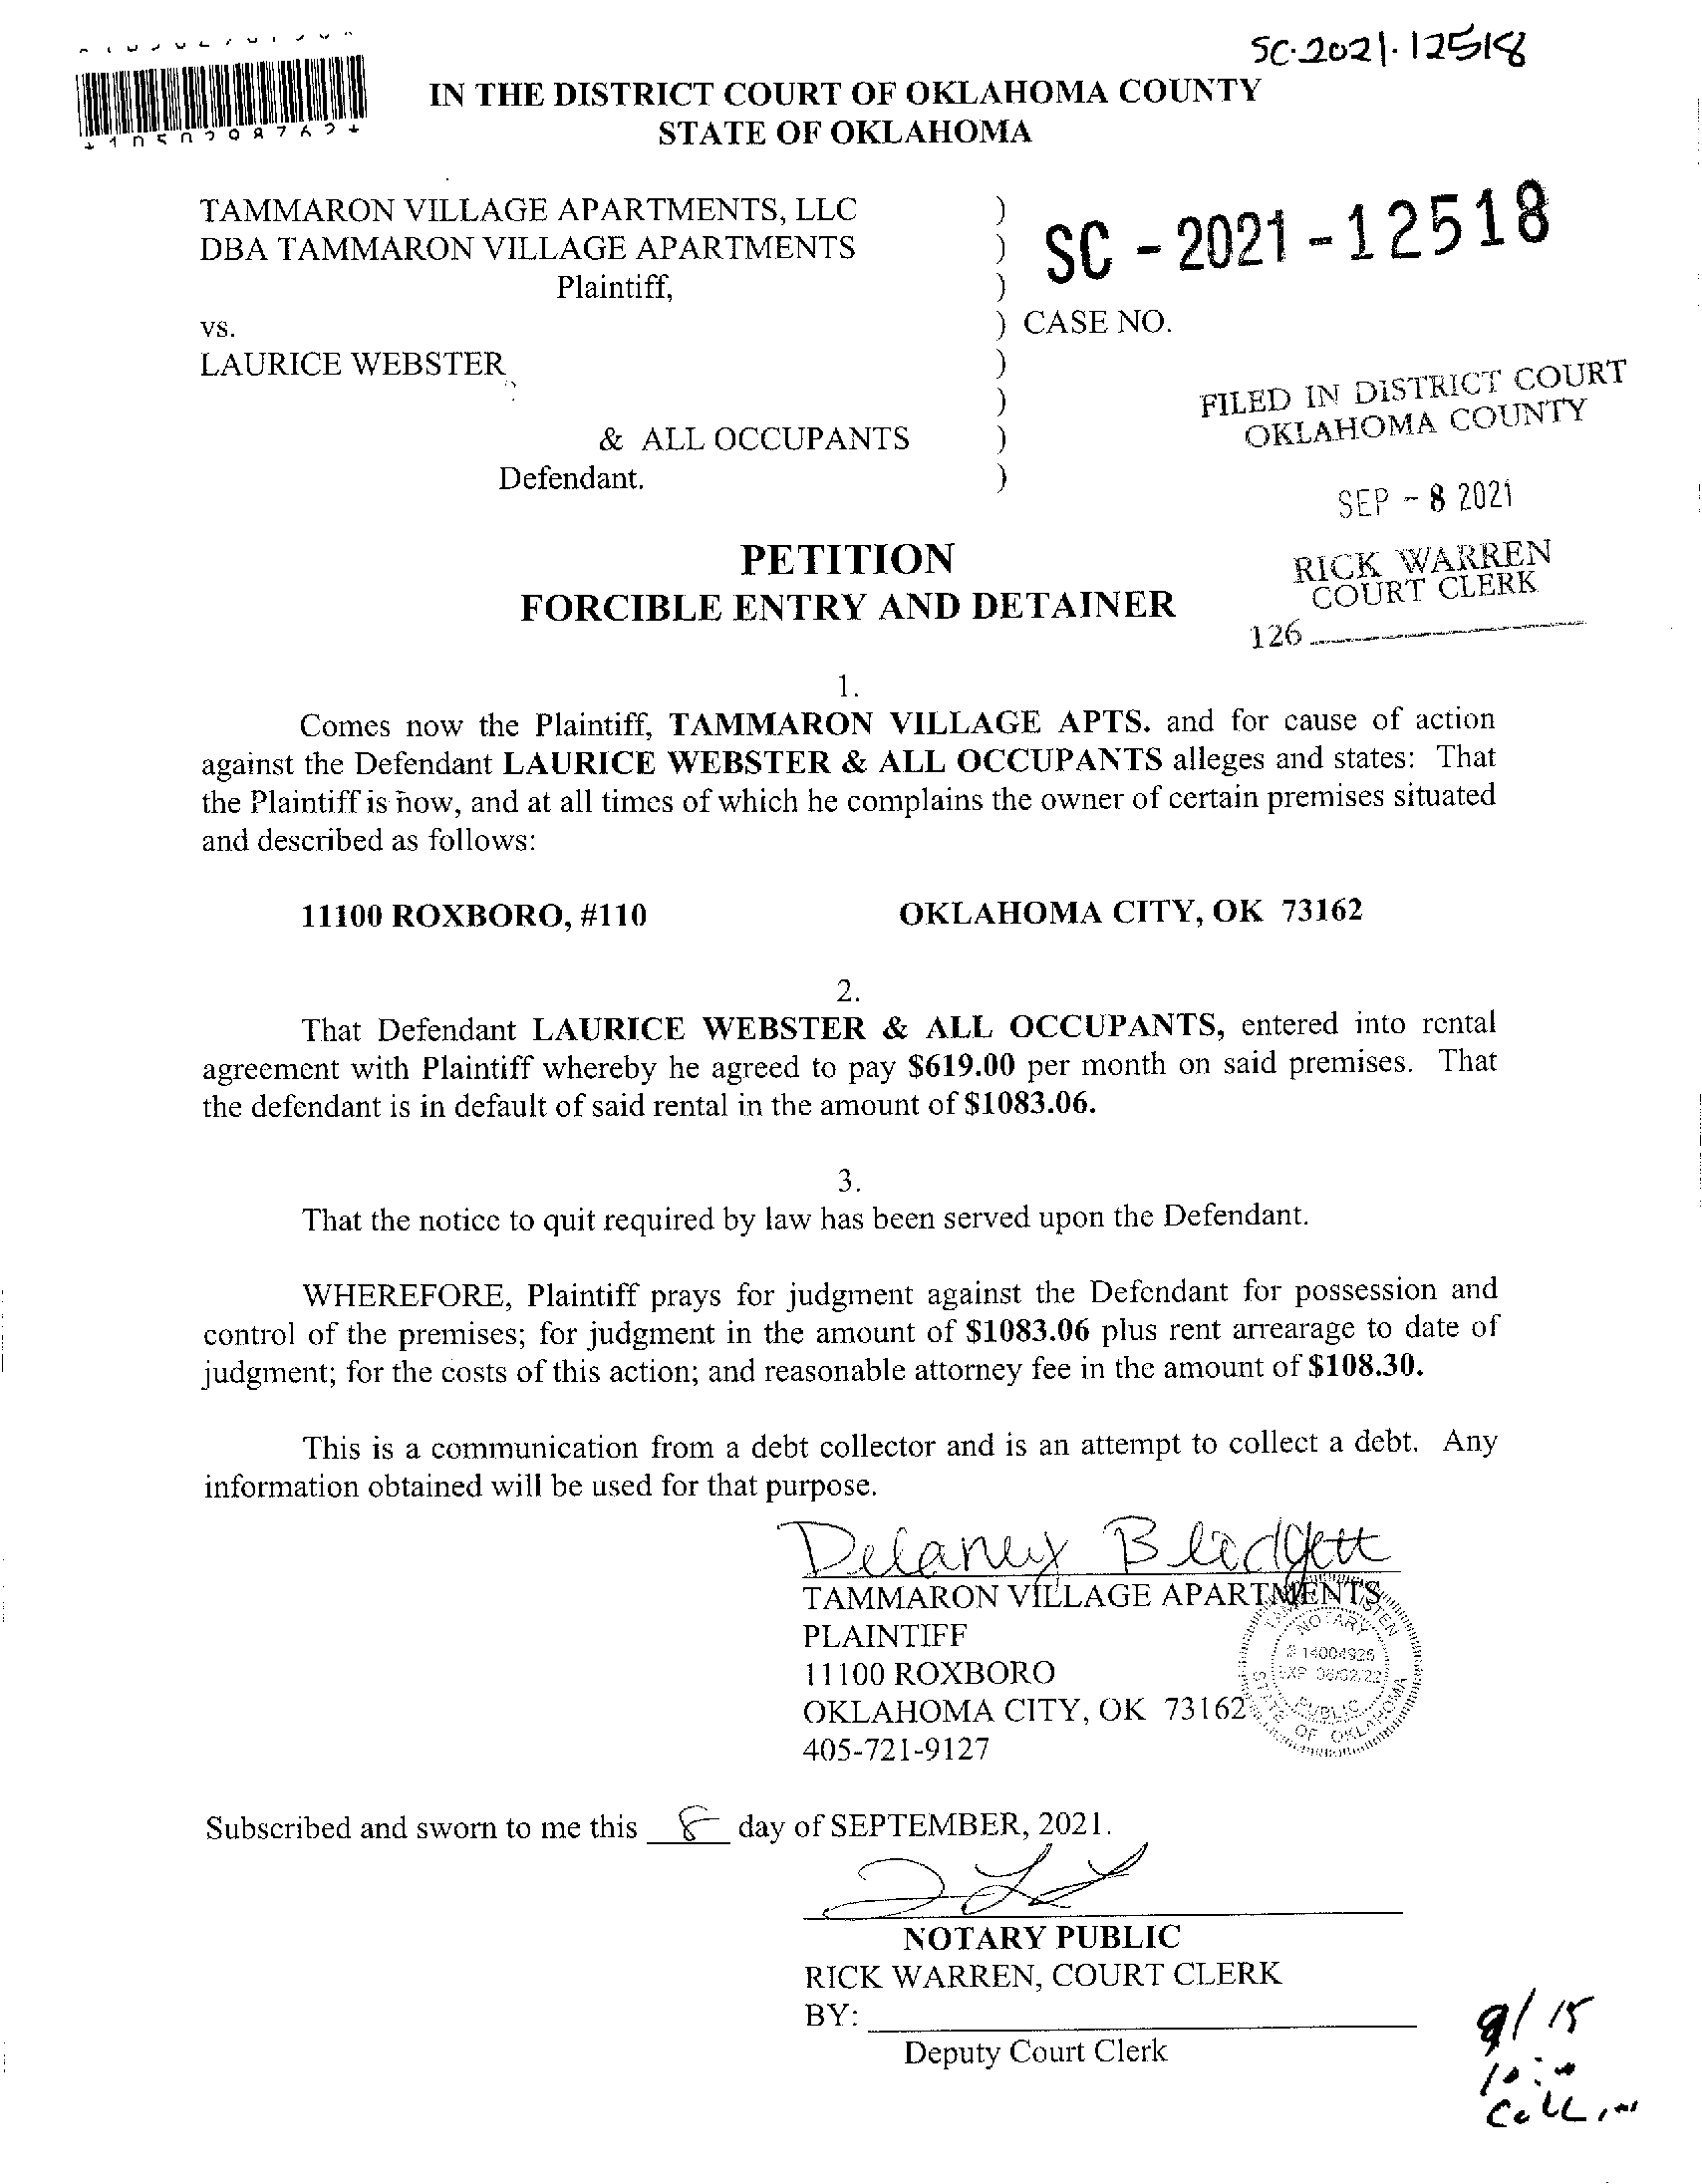 SC-2021-12518
IN THE DISTRICT COURT OF OKLAHOMA COUNTY
STATE OF OKLAHOMA
TAMMARON VILLAGE APARTMENTS, LLC )
DBA TAMMARON VILLAGE APARTMENTS )
SC - 2021 - 12518
Plaintiff, )
vs. ) CASE NO.
LAURICE WEBSTER )
)
& ALL OCCUPANTS )
Defendant. )
FILED IN DISTRICT COURT
OKLAHOMA COUNTY
SEP - 8 2021
RICK WARREN
COURT CLERK
126
PETITION
FORCIBLE ENTRY AND DETAINER
1.
Comes now the Plaintiff, TAMMARON VILLAGE APTS. and for cause of action
against the Defendant LAURICE WEBSTER & ALL OCCUPANTS alleges and states: That
the Plaintiff is now, and at all times of which he complains the owner of certain premises situated
and described as follows:
11100 ROXBORO, #110 OKLAHOMA CITY, OK 73162
2.
That Defendant LAURICE WEBSTER & ALL OCCUPANTS, entered into rental
agreement with Plaintiff whereby he agreed to pay $619.00 per month on said premises. That
the defendant is in default of said rental in the amount of $1083.06.
3.
That the notice to quit required by law has been served upon the Defendant.
WHEREFORE, Plaintiff prays for judgment against the Defendant for possession and
control of the premises; for judgment in the amount of $1083.06 plus rent arrearage to date of
judgment; for the costs of this action; and reasonable attorney fee in the amount of $108.30.
This is a communication from a debt collector and is an attempt to collect a debt. Any
information obtained will be used for that purpose.
Delaney Blidgett
TAMMARON VILLAGE APARTMENTS
PLAINTIFF
11100 ROXBORO
OKLAHOMA CITY, OK 73162
405-721-9127
NOTARY
# 14004925
EXP 06/02/22
PUBLIC
STATE OF OKLAHOMA
Subscribed and sworn to me this 8 day of SEPTEMBER, 2021.
NOTARY PUBLIC
RICK WARREN, COURT CLERK
BY:
Deputy Court Clerk
9/15
10:00